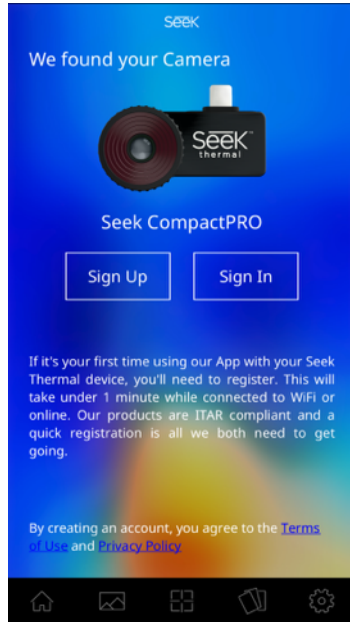 Seek
We found your Camera
Seek™
thermal
Seek CompactPRO
Sign Up
Sign In
If it's your first time using our App with your Seek
Thermal device, you'll need to register. This will
take under 1 minute while connected to WiFi or
online. Our products are ITAR compliant and a
quick registration is all we both need to get
going.
By creating an account, you agree to the Terms
of Use and Privacy Policy